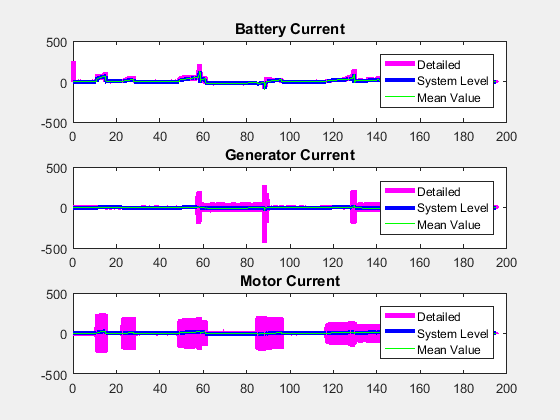 Battery Current
500
0
-500
Detailed
System Level
Mean Value
0 20 40 60 80 100 120 140 160 180 200
Generator Current
500
0
-500
Detailed
System Level
Mean Value
0 20 40 60 80 100 120 140 160 180 200
Motor Current
500
0
-500
Detailed
System Level
Mean Value
0 20 40 60 80 100 120 140 160 180 200